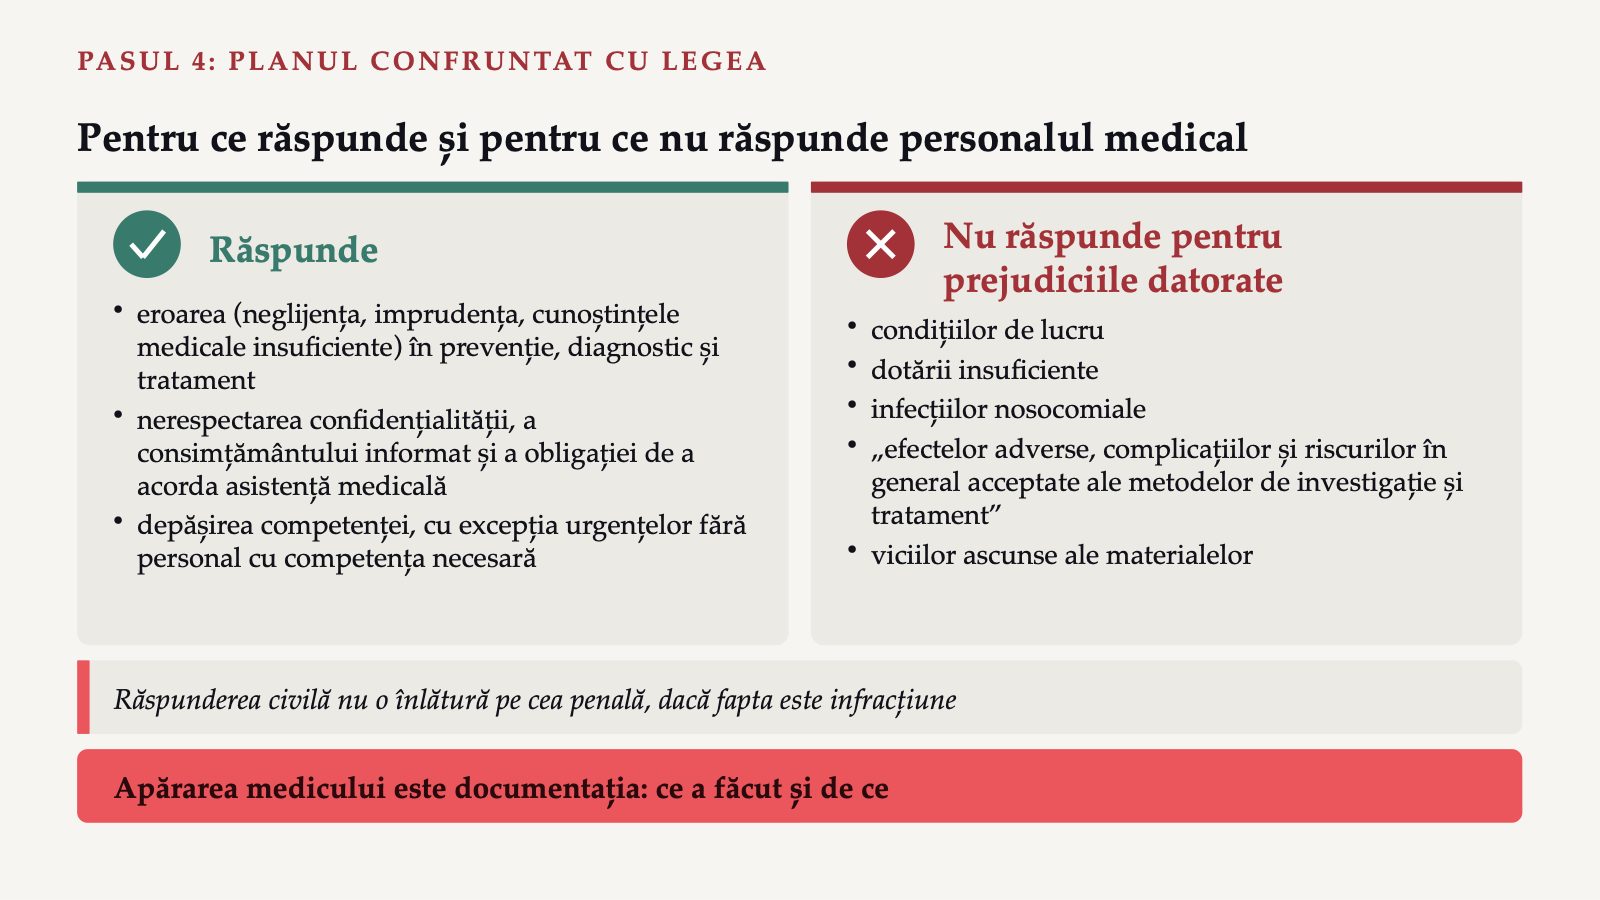 PASUL 4: PLANUL CONFRUNTAT CU LEGEA
Pentru ce răspunde și pentru ce nu răspunde personalul medical
Răspunde
• eroarea (neglijența, imprudența, cunoștințele
medicale insuficiente) în prevenție, diagnostic și
tratament
• nerespectarea confidențialității, a
consimțământului informat și a obligației de a
acorda asistență medicală
• depășirea competenței, cu excepția urgențelor fără
personal cu competența necesară
Nu răspunde pentru
prejudiciile datorate
• condițiilor de lucru
• dotării insuficiente
• infecțiilor nosocomiale
• „efectelor adverse, complicațiilor și riscurilor în
general acceptate ale metodelor de investigație și
tratament”
• viciilor ascunse ale materialelor
Răspunderea civilă nu o înlătură pe cea penală, dacă fapta este infracțiune
Apărarea medicului este documentația: ce a făcut și de ce